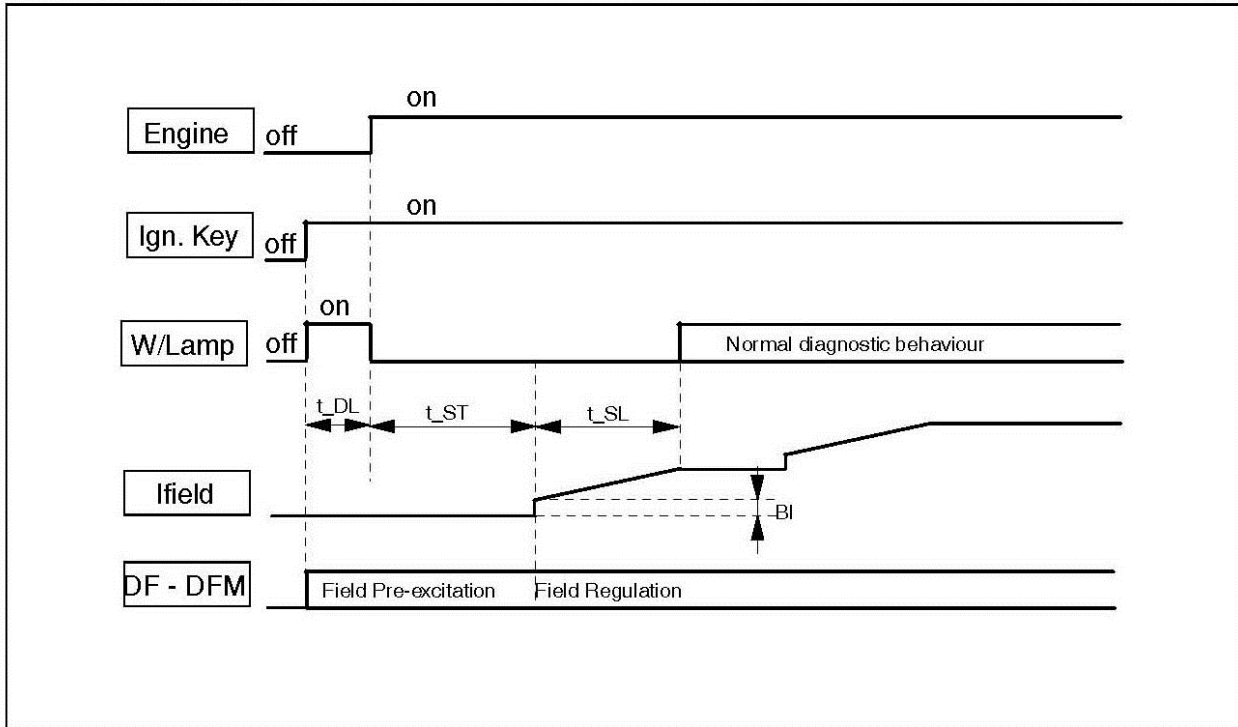 on
Engine
off
on
Ign. Key
off
on
W/Lamp
off
Normal diagnostic behaviour
t_DL
t_ST
t_SL
Ifield
BI
DF - DFM
Field Pre-excitation
Field Regulation